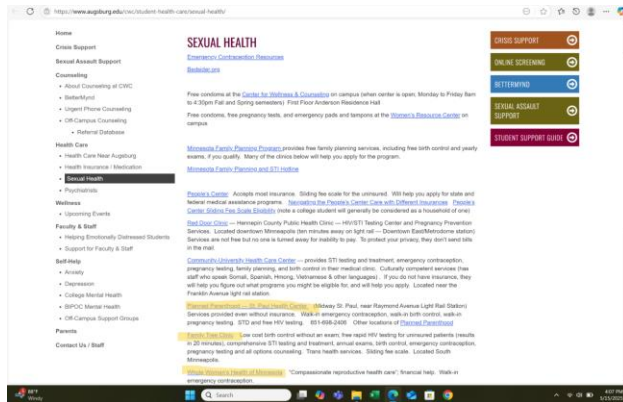 https://www.augsburg.edu/cwc/student-health-care/sexual-health/
Home
Crisis Support
Sexual Assault Support
Counseling
About Counseling at CWC
BetterMynd
Urgent Phone Counseling
Off-Campus Counseling
Referral Database
Health Care
Health Care Near Augsburg
Health Insurance / Medication
Sexual Health
Psychiatrists
Wellness
Upcoming Events
Faculty & Staff
Helping Emotionally Distressed Students
Support for Faculty & Staff
Self-Help
Anxiety
Depression
College Mental Health
BIPOC Mental Health
Off-Campus Support Groups
Parents
Contact Us / Staff
SEXUAL HEALTH
Emergency Contraception Resources
Bedsider.org
Free condoms at the Center for Wellness & Counseling on campus (when center is open, Monday to Friday 8am
to 4:30pm Fall and Spring semesters) First Floor Anderson Residence Hall
Free condoms, free pregnancy tests, and emergency pads and tampons at the Women's Resource Center on
campus
Minnesota Family Planning Program provides free family planning services, including free birth control and yearly
exams, if you qualify. Many of the clinics below will help you apply for the program.
Minnesota Family Planning and STI Hotline
People's Center Accepts most insurance. Sliding fee scale for the uninsured. Will help you apply for state and
federal medical assistance programs. Navigating the People's Center Care with Different Insurances People's
Center Sliding Fee Scale Eligibility (note a college student will generally be considered as a household of one)
Red Door Clinic — Hennepin County Public Health Clinic — HIV/STI Testing Center and Pregnancy Prevention
Services. Located downtown Minneapolis (ten minutes away on light rail — Downtown East/Metrodome station)
Services are not free but no one is turned away for inability to pay. To protect your privacy, they don't send bills
in the mail
Community-University Health Care Center — provides STI testing and treatment, emergency contraception,
pregnancy testing, family planning, and birth control in their medical clinic. Culturally competent services (has
staff who speak Somali, Spanish, Hmong, Vietnamese & other languages) . If you do not have insurance, they
will help you figure out what programs you might be eligible for, and will help you apply. Located near the
Franklin Avenue light rail station.
Planned Parenthood — St. Paul Health Center (Midway St. Paul, near Raymond Avenue Light Rail Station)
Services provided even without insurance. Walk-in emergency contraception, walk-in birth control, walk-in
pregnancy testing. STD and free HIV testing. 651-698-2406 Other locations of Planned Parenthood
Family Tree Clinic Low cost birth control without an exam; free rapid HIV testing for uninsured patients (results
in 20 minutes), comprehensive STI testing and treatment, annual exams, birth control, emergency contraception,
pregnancy testing and all options counseling. Trans health services. Sliding fee scale. Located South
Minneapolis.
Whole Women's Health of Minnesota "Compassionate reproductive health care"; financial help. Walk-in
emergency contraception.
CRISIS SUPPORT
ONLINE SCREENING
BETTERMYND
SEXUAL ASSAULT
SUPPORT
STUDENT SUPPORT GUIDE
Windy
Search
4:07 PM